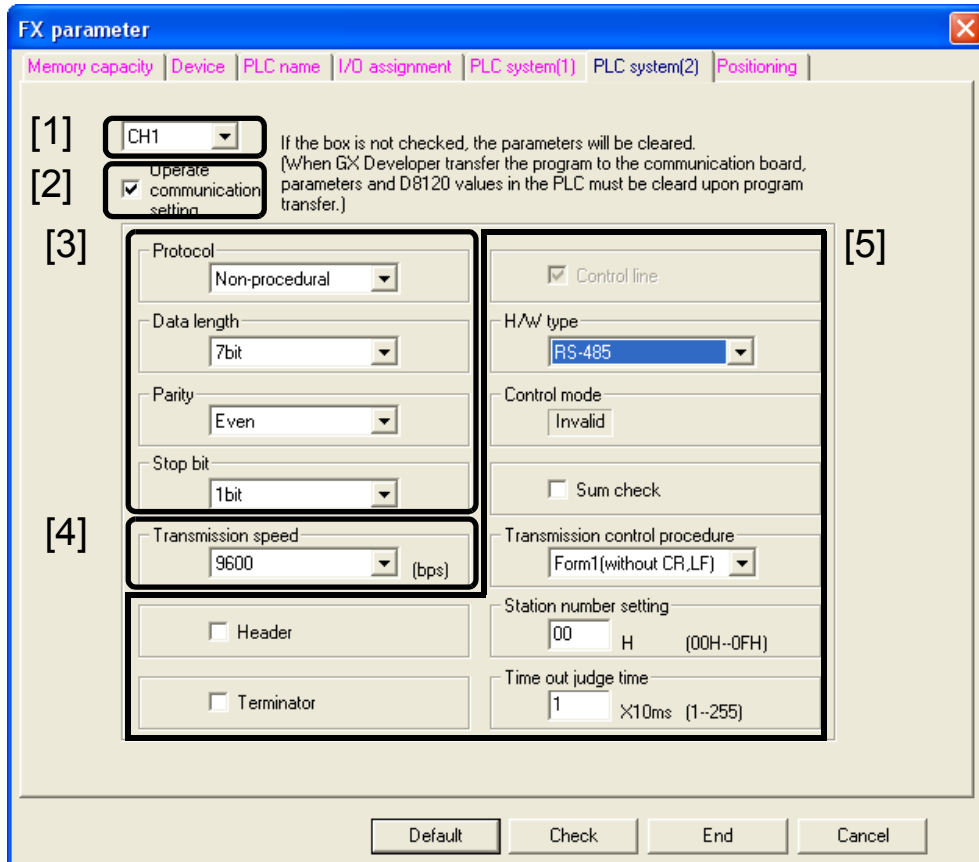 FX parameter
Memory capacity Device PLC name I/O assignment PLC system(1) PLC system(2) Positioning
[1]
CH1
If the box is not checked, the parameters will be cleared.
(When GX Developer transfer the program to the communication board,
parameters and D8120 values in the PLC must be cleard upon program
transfer.)
[2]
Operate
communication
setting
[3]
[5]
Protocol
Non-procedural
Control line
Data length
7bit
H/W type
RS-485
Parity
Even
Control mode
Invalid
Stop bit
1bit
Sum check
[4]
Transmission speed
9600 (bps)
Transmission control procedure
Form1(without CR,LF)
Header
Station number setting
00 H (00H--0FH)
Terminator
Time out judge time
1 X10ms (1--255)
Default Check End Cancel